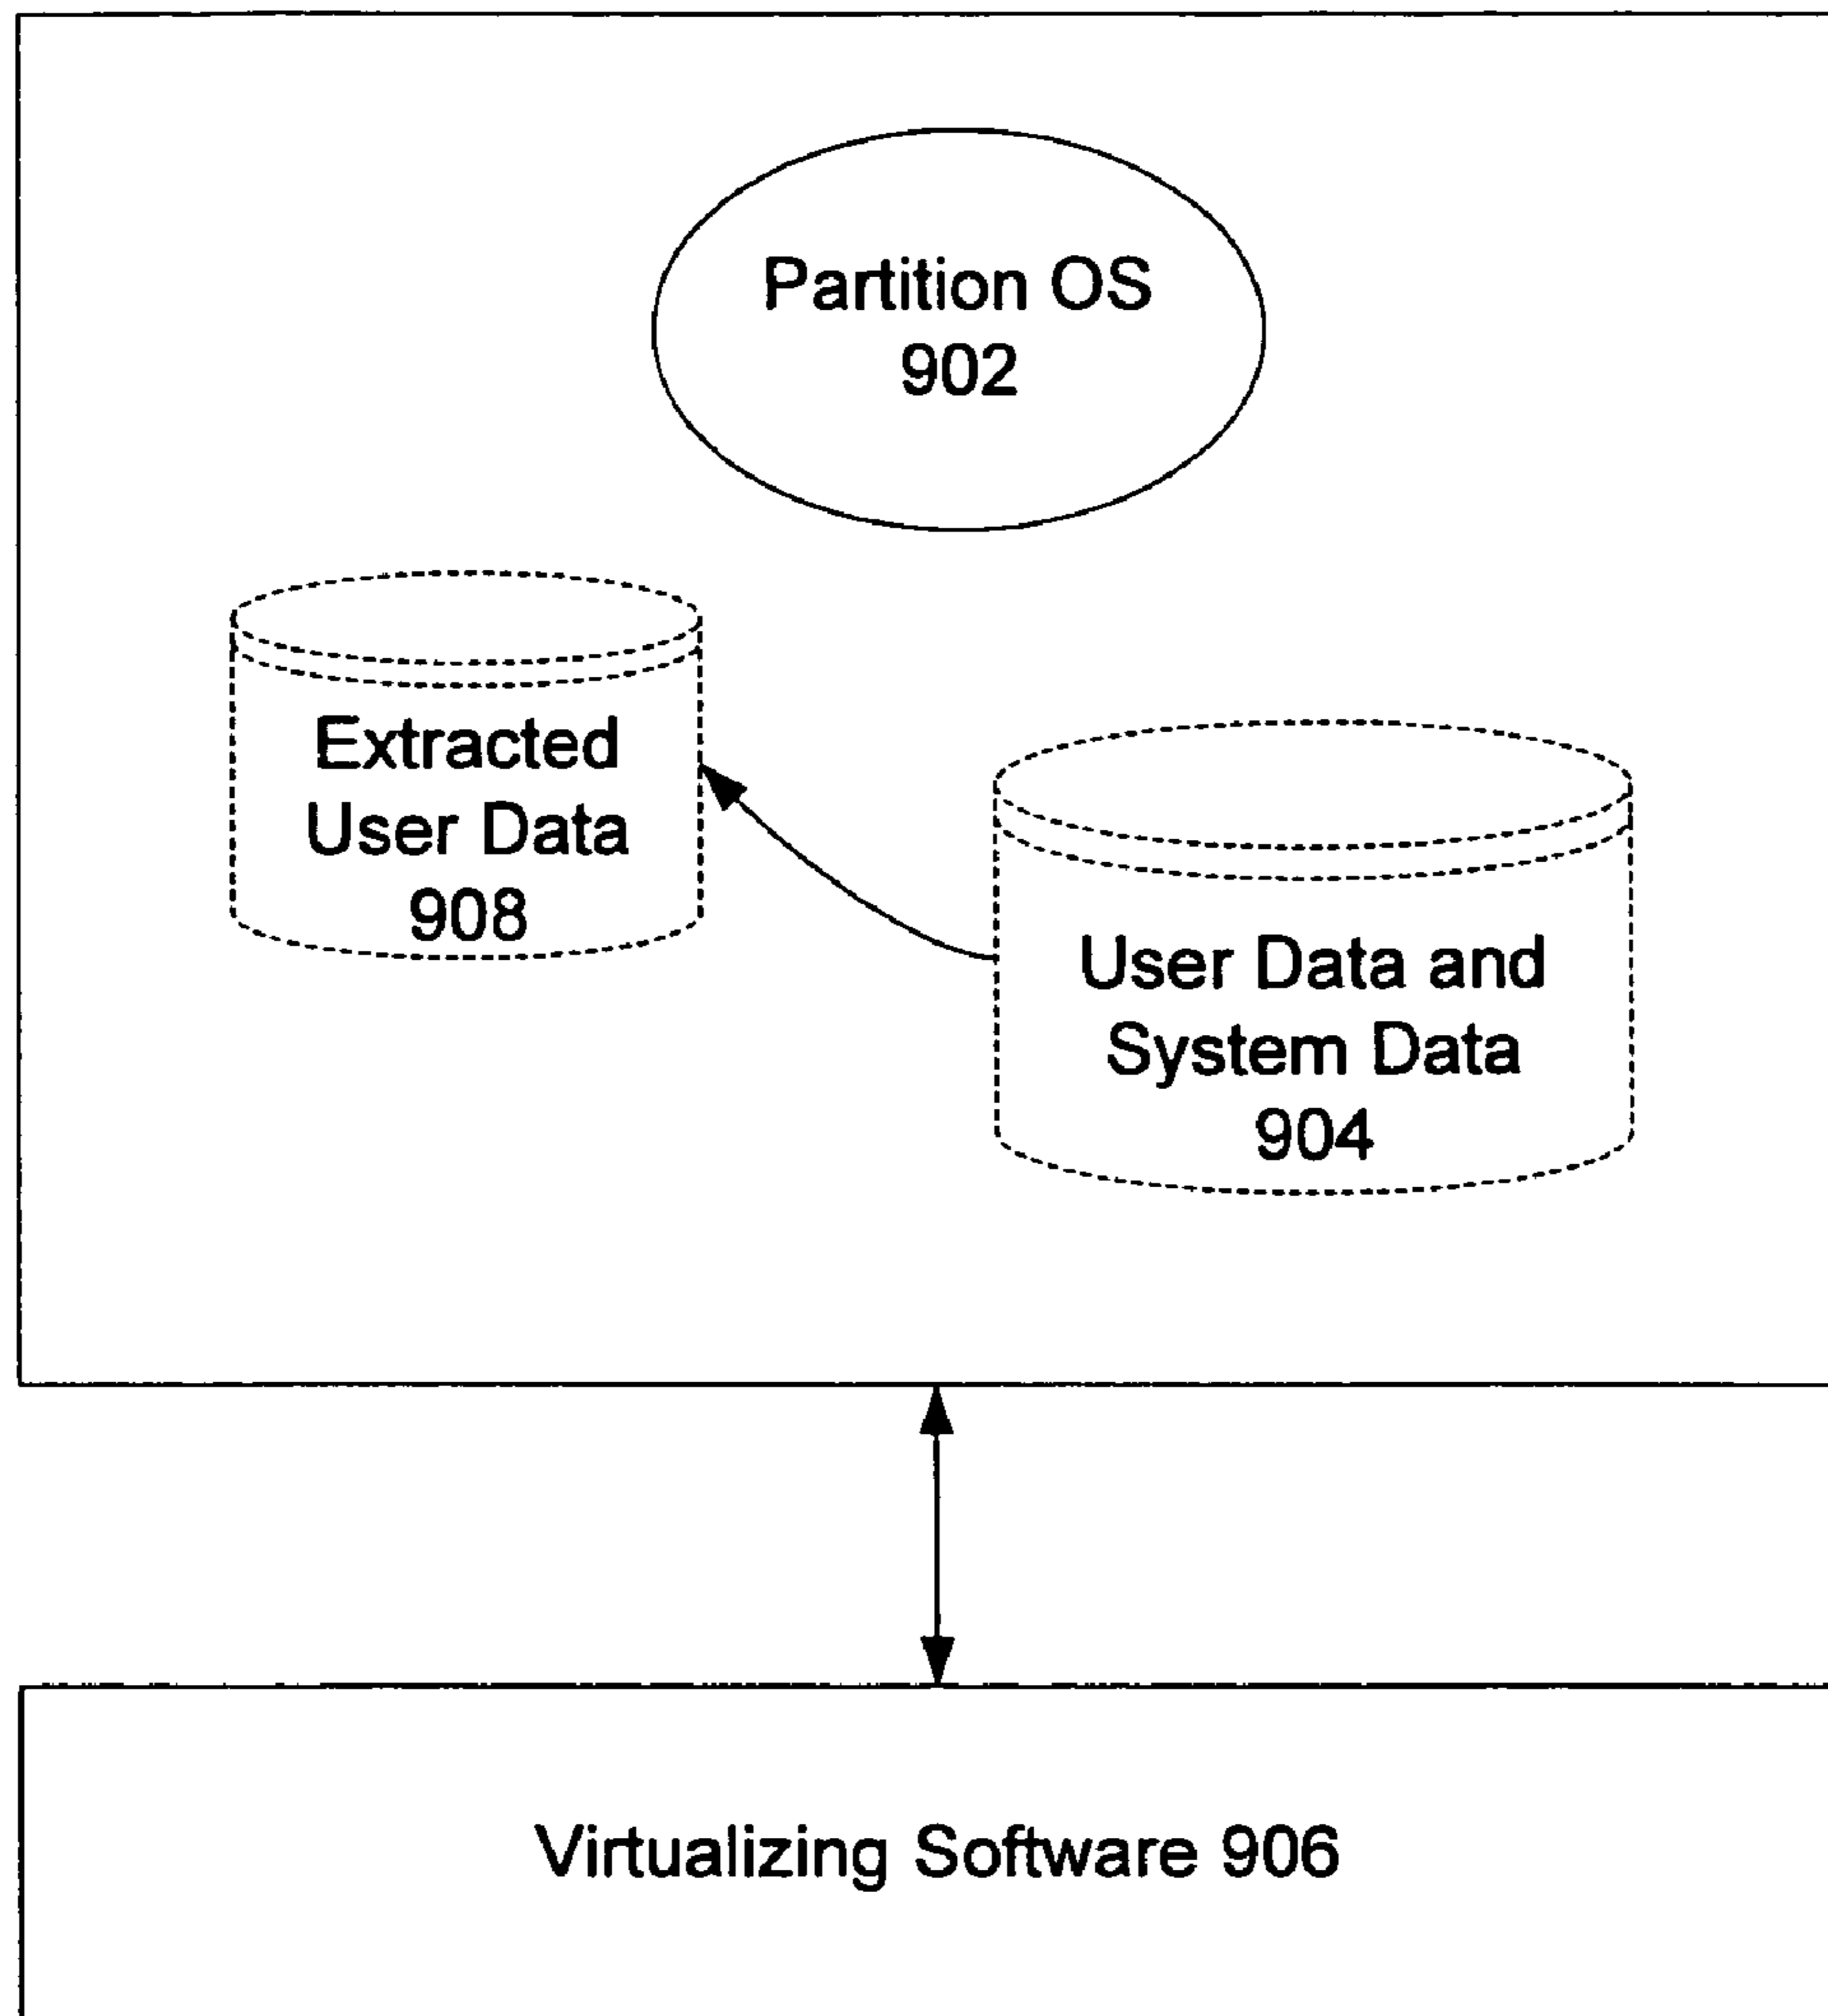 Partition OS
902
Extracted
User Data
908
User Data and
System Data
904
Virtualizing Software 906